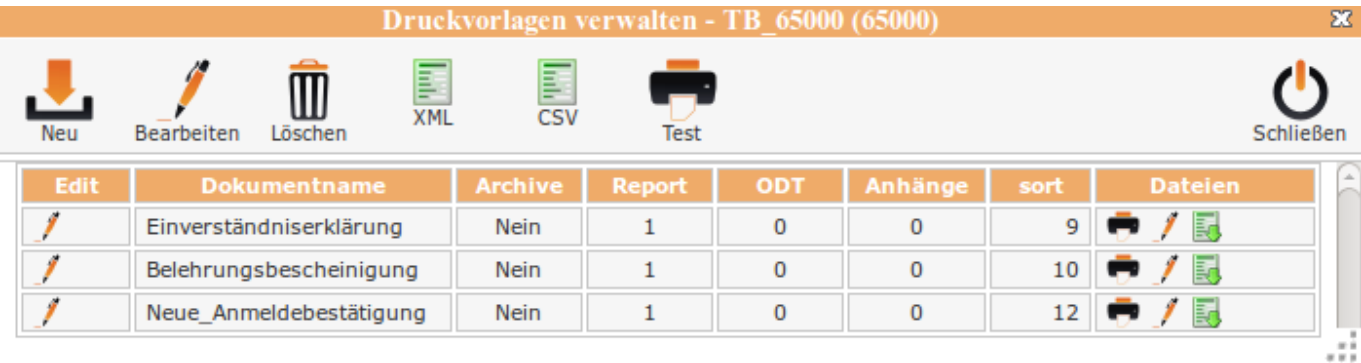 Druckvorlagen verwalten - TB_65000 (65000)
Neu Bearbeiten Löschen XML CSV Test Schließen
Edit Dokumentname Archive Report ODT Anhänge sort Dateien
Einverständniserklärung Nein 1 0 0 9
Belehrungsbescheinigung Nein 1 0 0 10
Neue_Anmeldebestätigung Nein 1 0 0 12